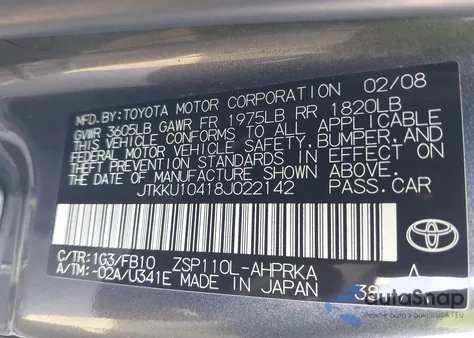 MFD.BY: TOYOTA MOTOR CORPORATION 02/08
GVWR 3605LB GAWR FR 1975LB RR 1820LB
THIS VEHICLE CONFORMS TO ALL APPLICABLE
FEDERAL MOTOR VEHICLE SAFETY, BUMPER, AND
THEFT PREVENTION STANDARDS IN EFFECT ON
THE DATE OF MANUFACTURE SHOWN ABOVE.
JTKKU10418J022142 PASS.CAR
C/TR: 1G3/FB10 ZSP110L-AHPRKA
A/TM: -02A/U341E MADE IN JAPAN
TOYOTA
A
AutoSnap